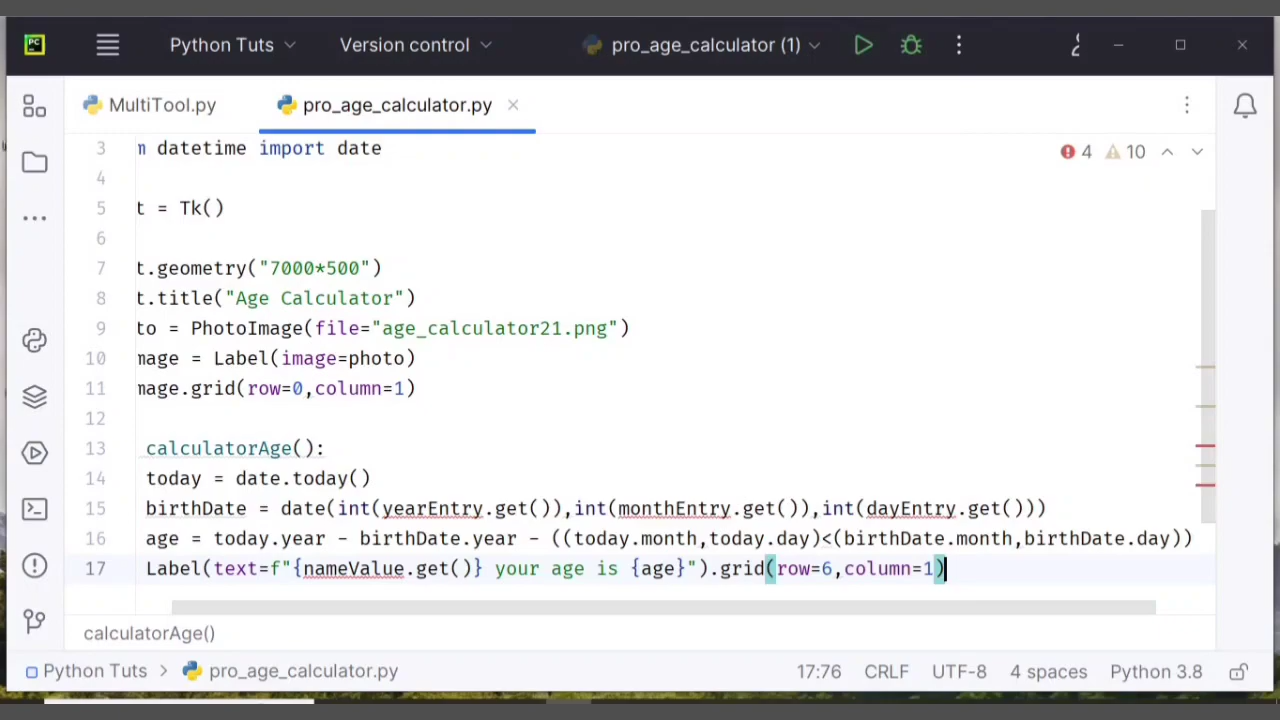 PC Python Tuts Version control pro_age_calculator (1)
MultiTool.py pro_age_calculator.py
3 m datetime import date
4 10
4
5 t = Tk()
6
7 t.geometry("7000*500")
8 t.title("Age Calculator")
9 to = PhotoImage(file="age_calculator21.png")
10 mage = Label(image=photo)
11 mage.grid(row=0,column=1)
12
13 calculatorAge():
14 today = date.today()
15 birthDate = date(int(yearEntry.get()),int(monthEntry.get()),int(dayEntry.get()))
16 age = today.year - birthDate.year - ((today.month,today.day)<(birthDate.month,birthDate.day))
17 Label(text=f"{nameValue.get()} your age is {age}").grid(row=6,column=1)
calculatorAge()
Python Tuts > pro_age_calculator.py 17:76 CRLF UTF-8 4 spaces Python 3.8